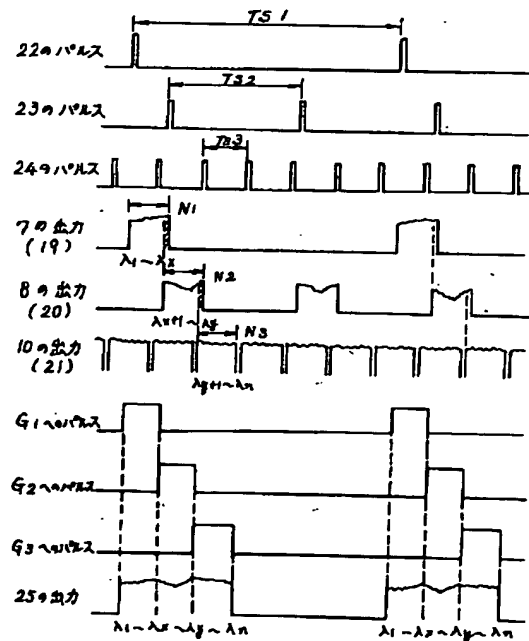 TS1
22のパルス
TS2
23のパルス
TS3
24のパルス
N1
7の出力
(19)
λ1～λx
N2
8の出力
(20)
λx+1～λy
N3
10の出力
(21)
λy+1～λn
G1へのパルス
G2へのパルス
G3へのパルス
25の出力
λ1～λx～λy～λn
λ1～λx～λy～λn